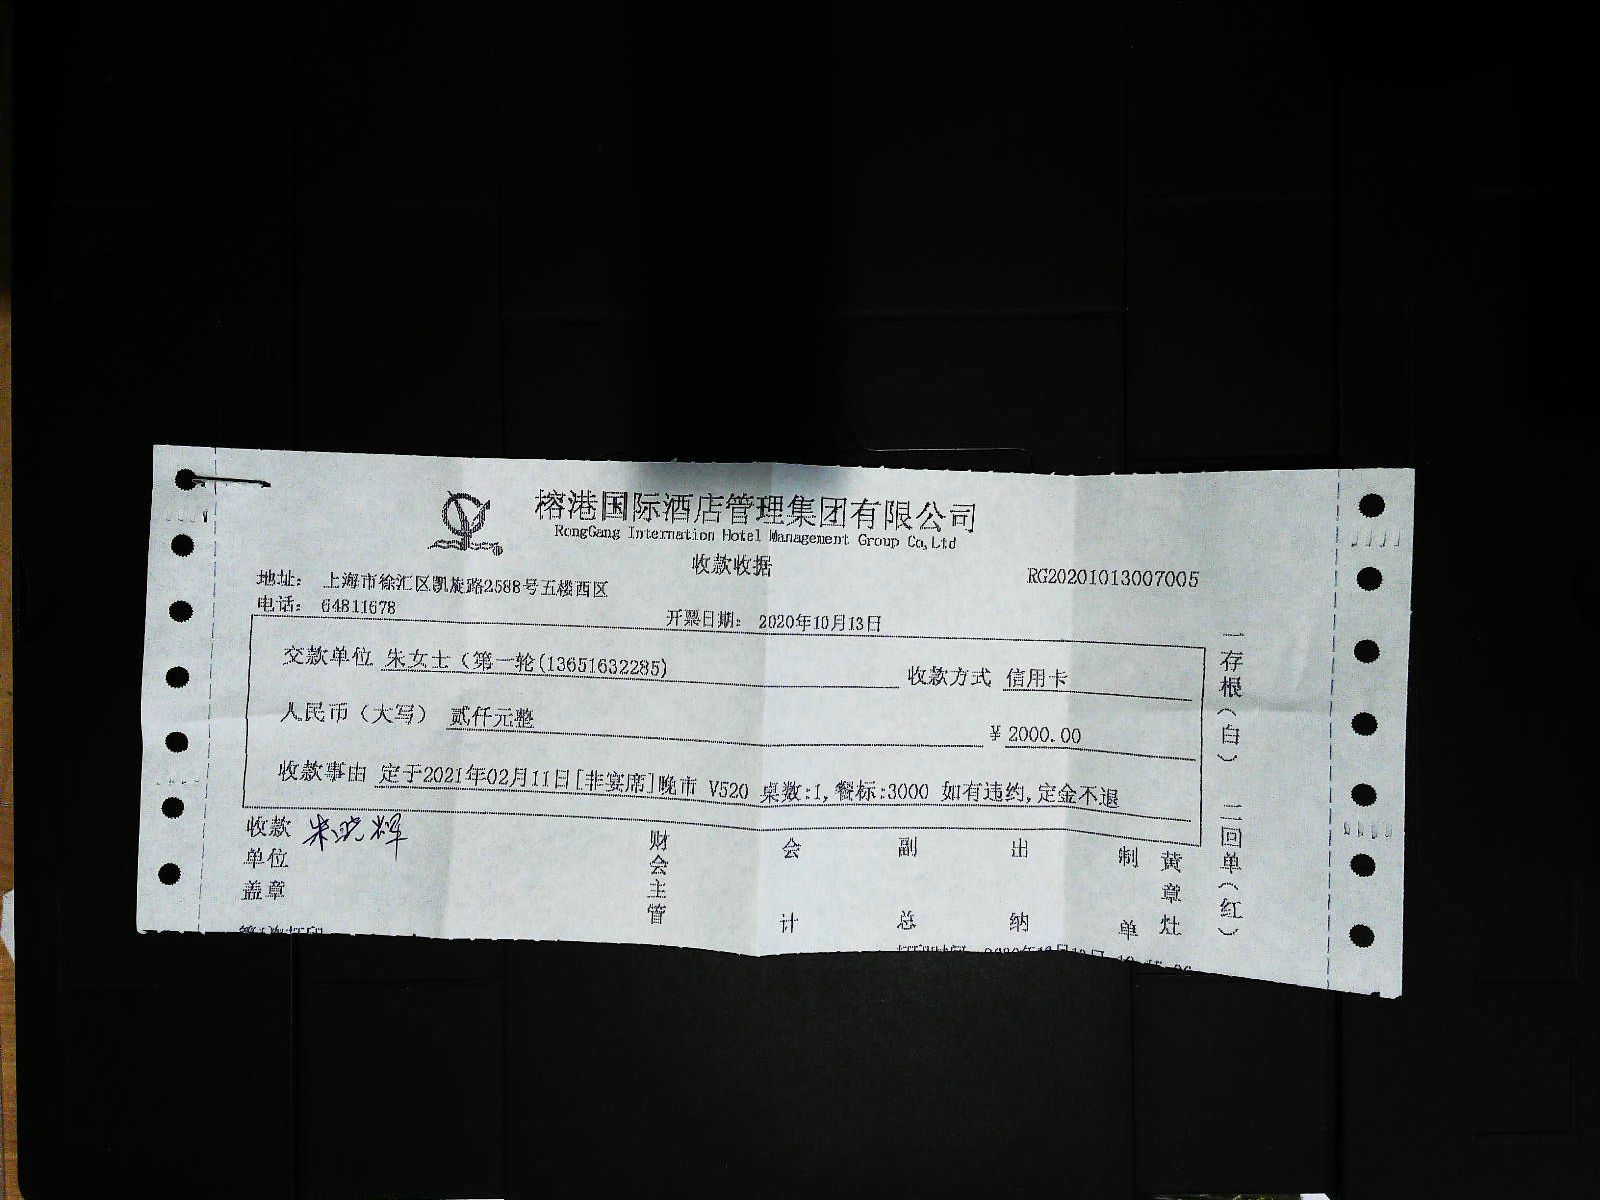 榕港国际酒店管理集团有限公司
RongGang Internation Hotel Management Group Co,Ltd
收款收据
地址： 上海市徐汇区凯旋路2588号五楼西区
RG20201013007005
电话： 64811678
开票日期： 2020年10月13日
交款单位 朱女士（第一轮(13651632285)
收款方式 信用卡
人民币（大写） 贰仟元整
¥ 2000.00
收款事由 定于2021年02月11日[非宴席]晚市 V520 桌数:1,餐标:3000 如有违约,定金不退
收款单位盖章
朱晓辉
财会主管
会计
副总
出纳
制单
黄章灶
一存根（白）
二回单（红）